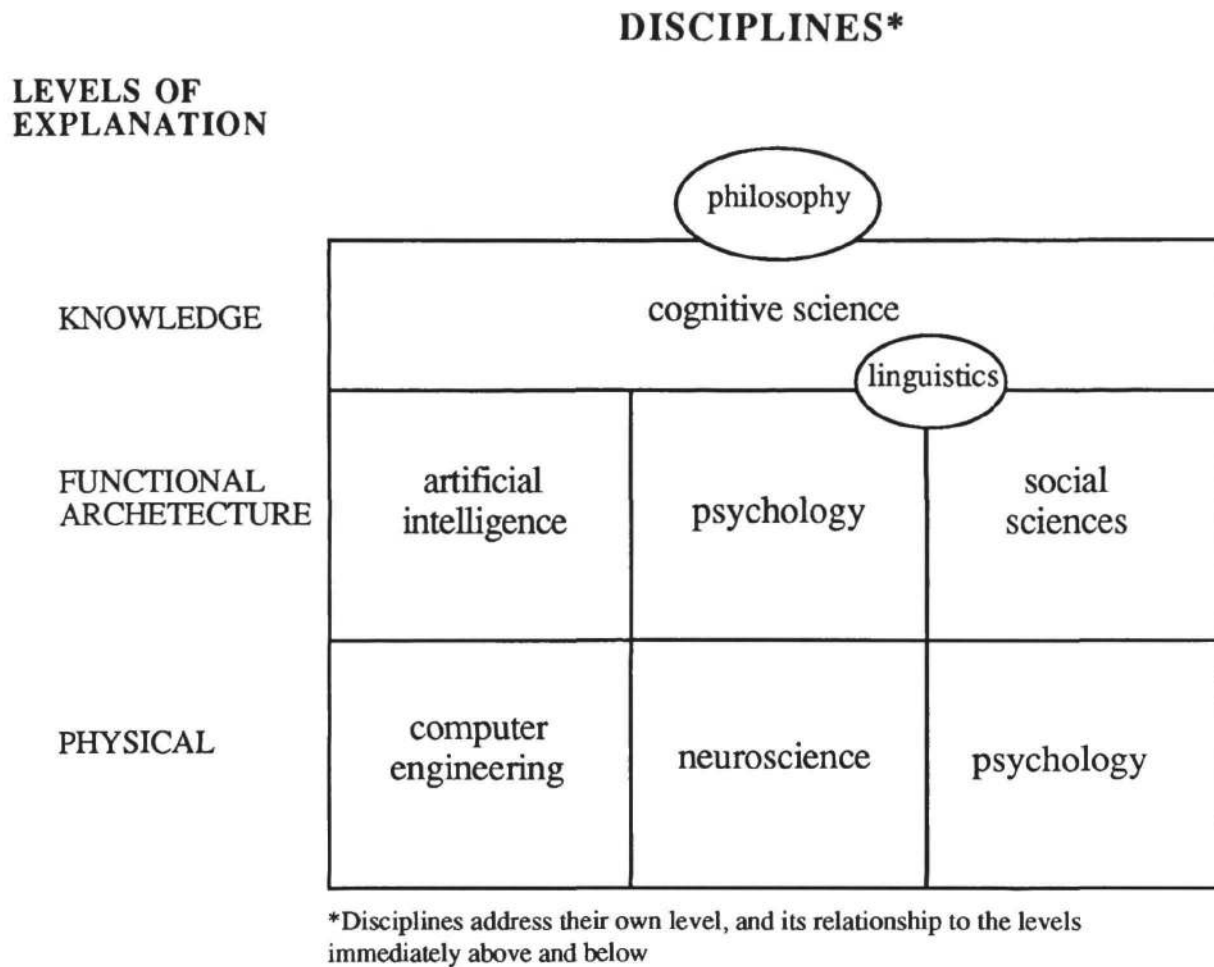 DISCIPLINES*
LEVELS OF
EXPLANATION
philosophy
KNOWLEDGE
cognitive science
linguistics
FUNCTIONAL
ARCHETECTURE
artificial
intelligence
psychology
social
sciences
PHYSICAL
computer
engineering
neuroscience
psychology
*Disciplines address their own level, and its relationship to the levels
immediately above and below